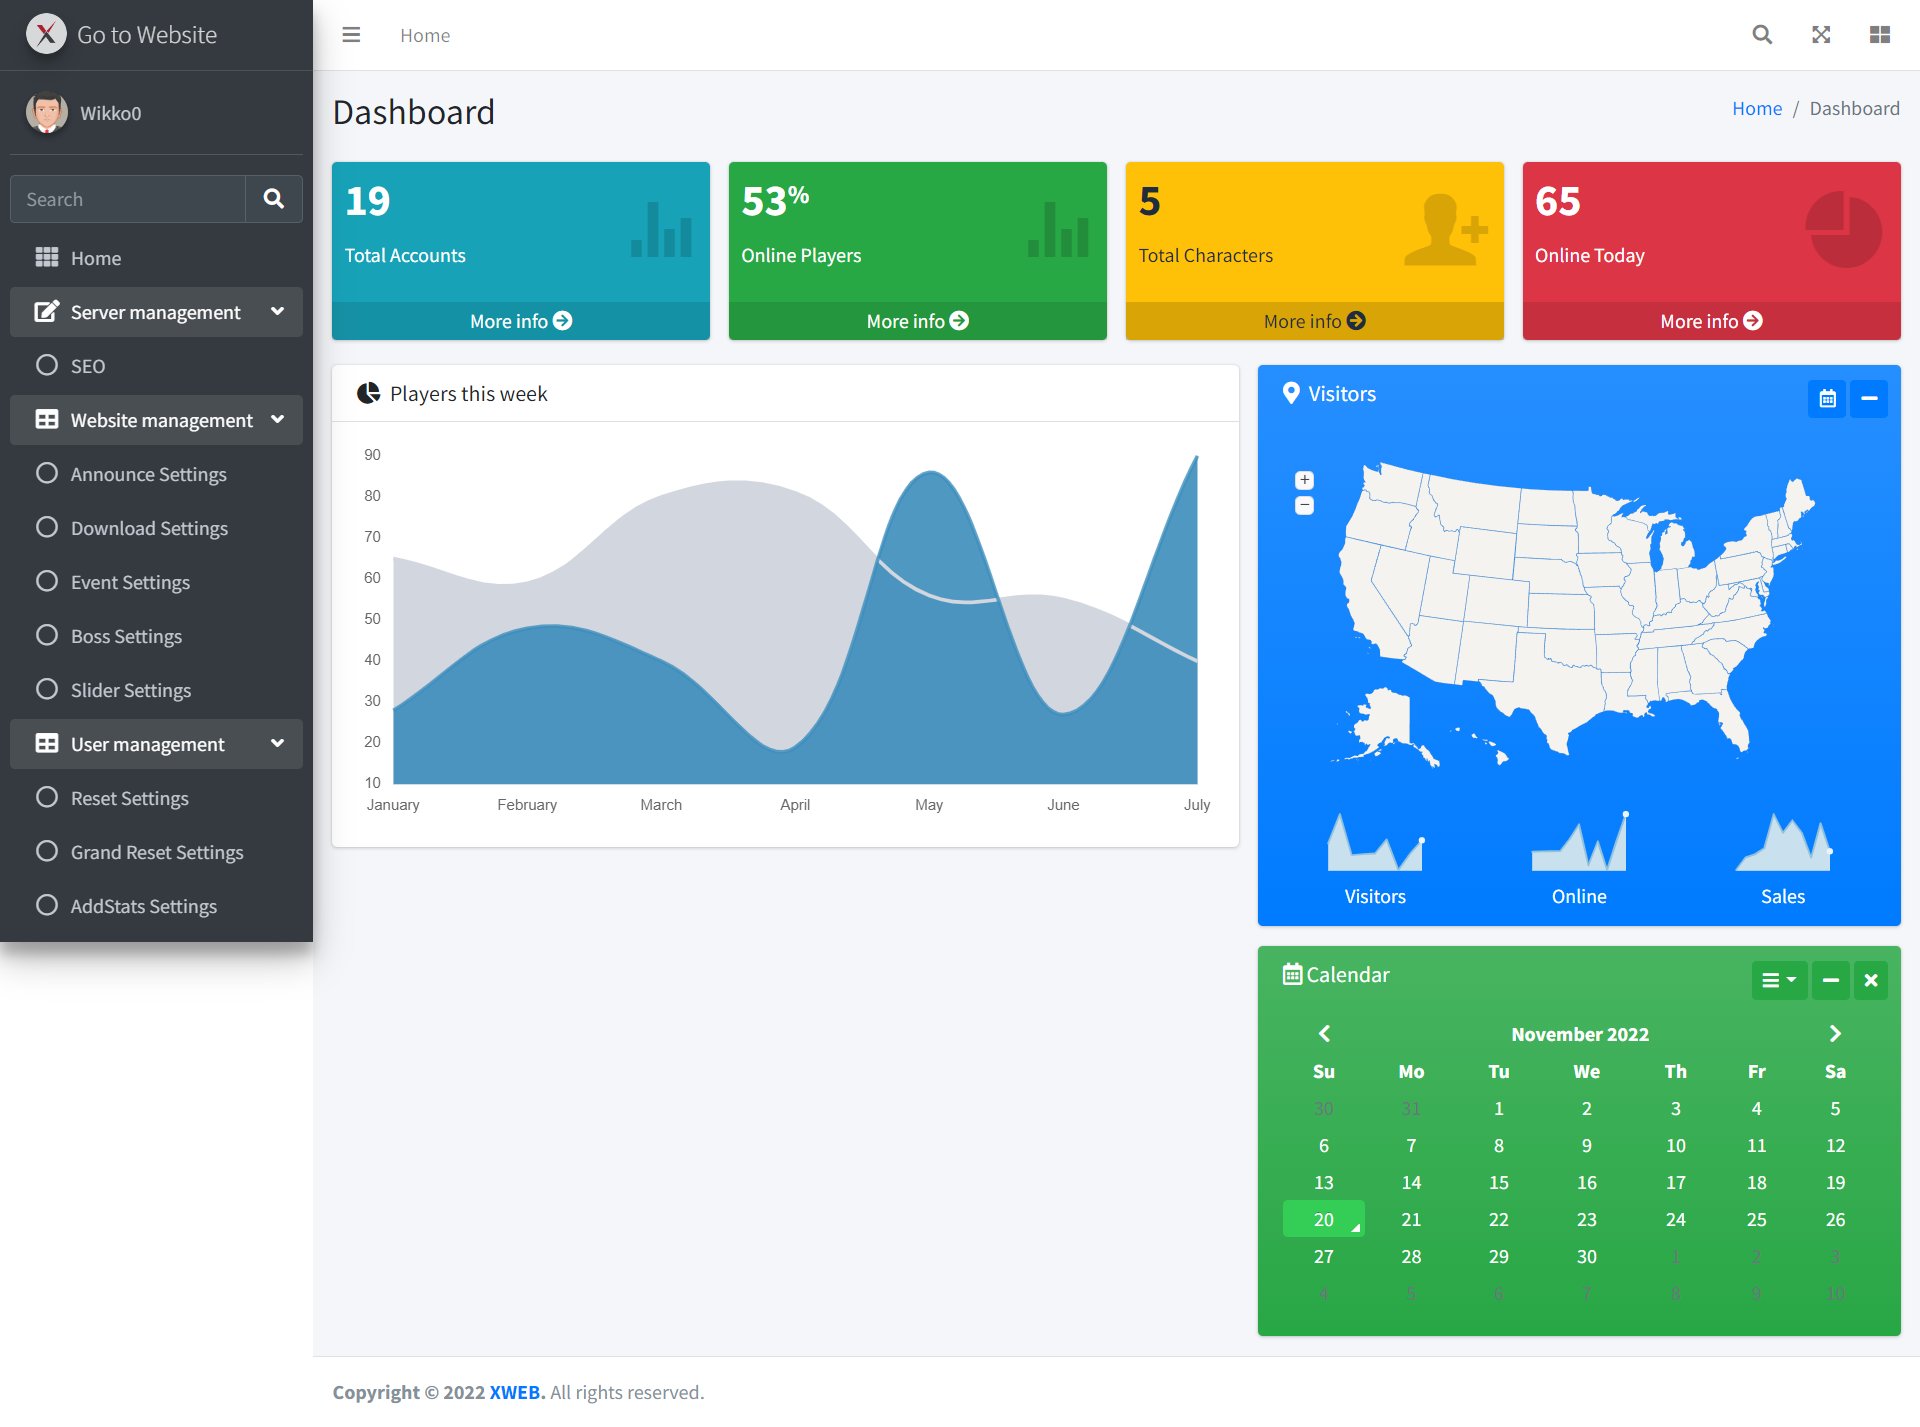 Go to Website
Home
Wikko0
Search
Home
Server management
SEO
Website management
Announce Settings
Download Settings
Event Settings
Boss Settings
Slider Settings
User management
Reset Settings
Grand Reset Settings
AddStats Settings
Dashboard
Home / Dashboard
19
Total Accounts
More info
53%
Online Players
More info
5
Total Characters
More info
65
Online Today
More info
Players this week
90
80
70
60
50
40
30
20
10
January February March April May June July
Visitors
+
−
Visitors Online Sales
Calendar
November 2022
Su Mo Tu We Th Fr Sa
30 31 1 2 3 4 5
6 7 8 9 10 11 12
13 14 15 16 17 18 19
20 21 22 23 24 25 26
27 28 29 30 1 2 3
4 5 6 7 8 9 10
Copyright © 2022 XWEB. All rights reserved.